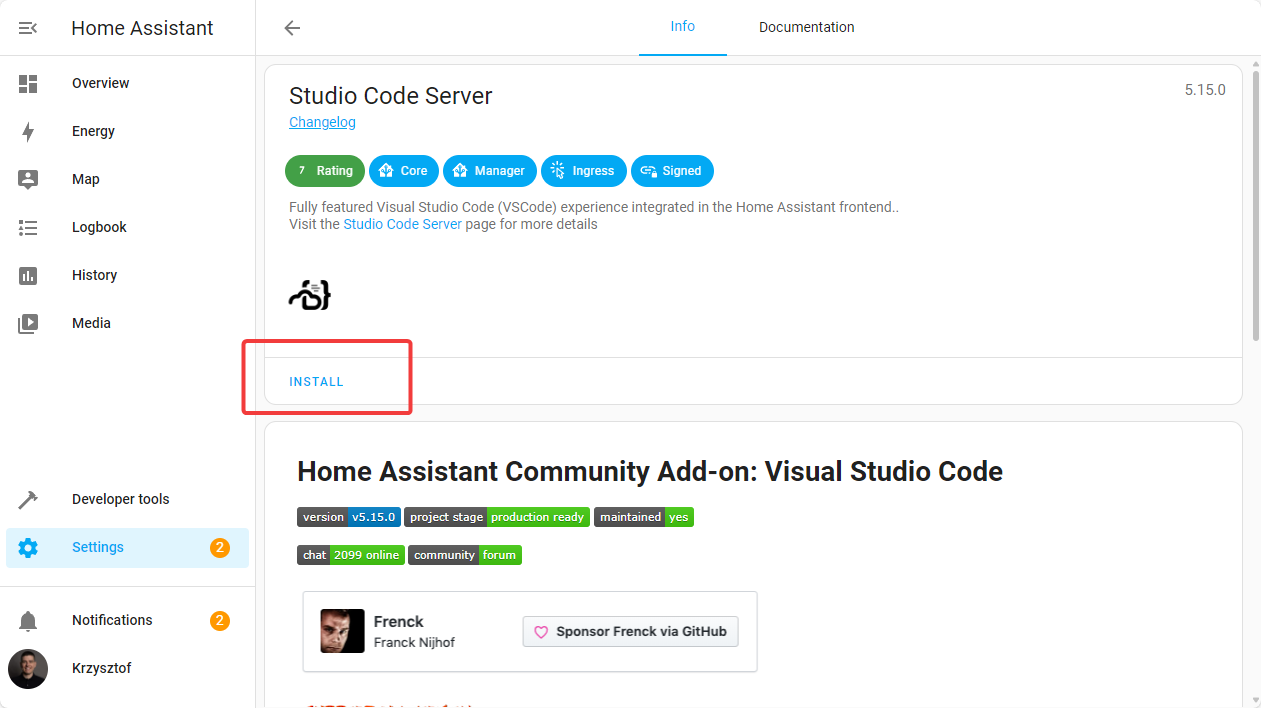 Home Assistant
Info
Documentation
Overview
Energy
Map
Logbook
History
Media
Developer tools
Settings
2
Notifications
2
Krzysztof
Studio Code Server
5.15.0
Changelog
7 Rating
Core
Manager
Ingress
Signed
Fully featured Visual Studio Code (VSCode) experience integrated in the Home Assistant frontend..
Visit the Studio Code Server page for more details
INSTALL
Home Assistant Community Add-on: Visual Studio Code
version v5.15.0 project stage production ready maintained yes
chat 2099 online community forum
Frenck
Franck Nijhof
Sponsor Frenck via GitHub